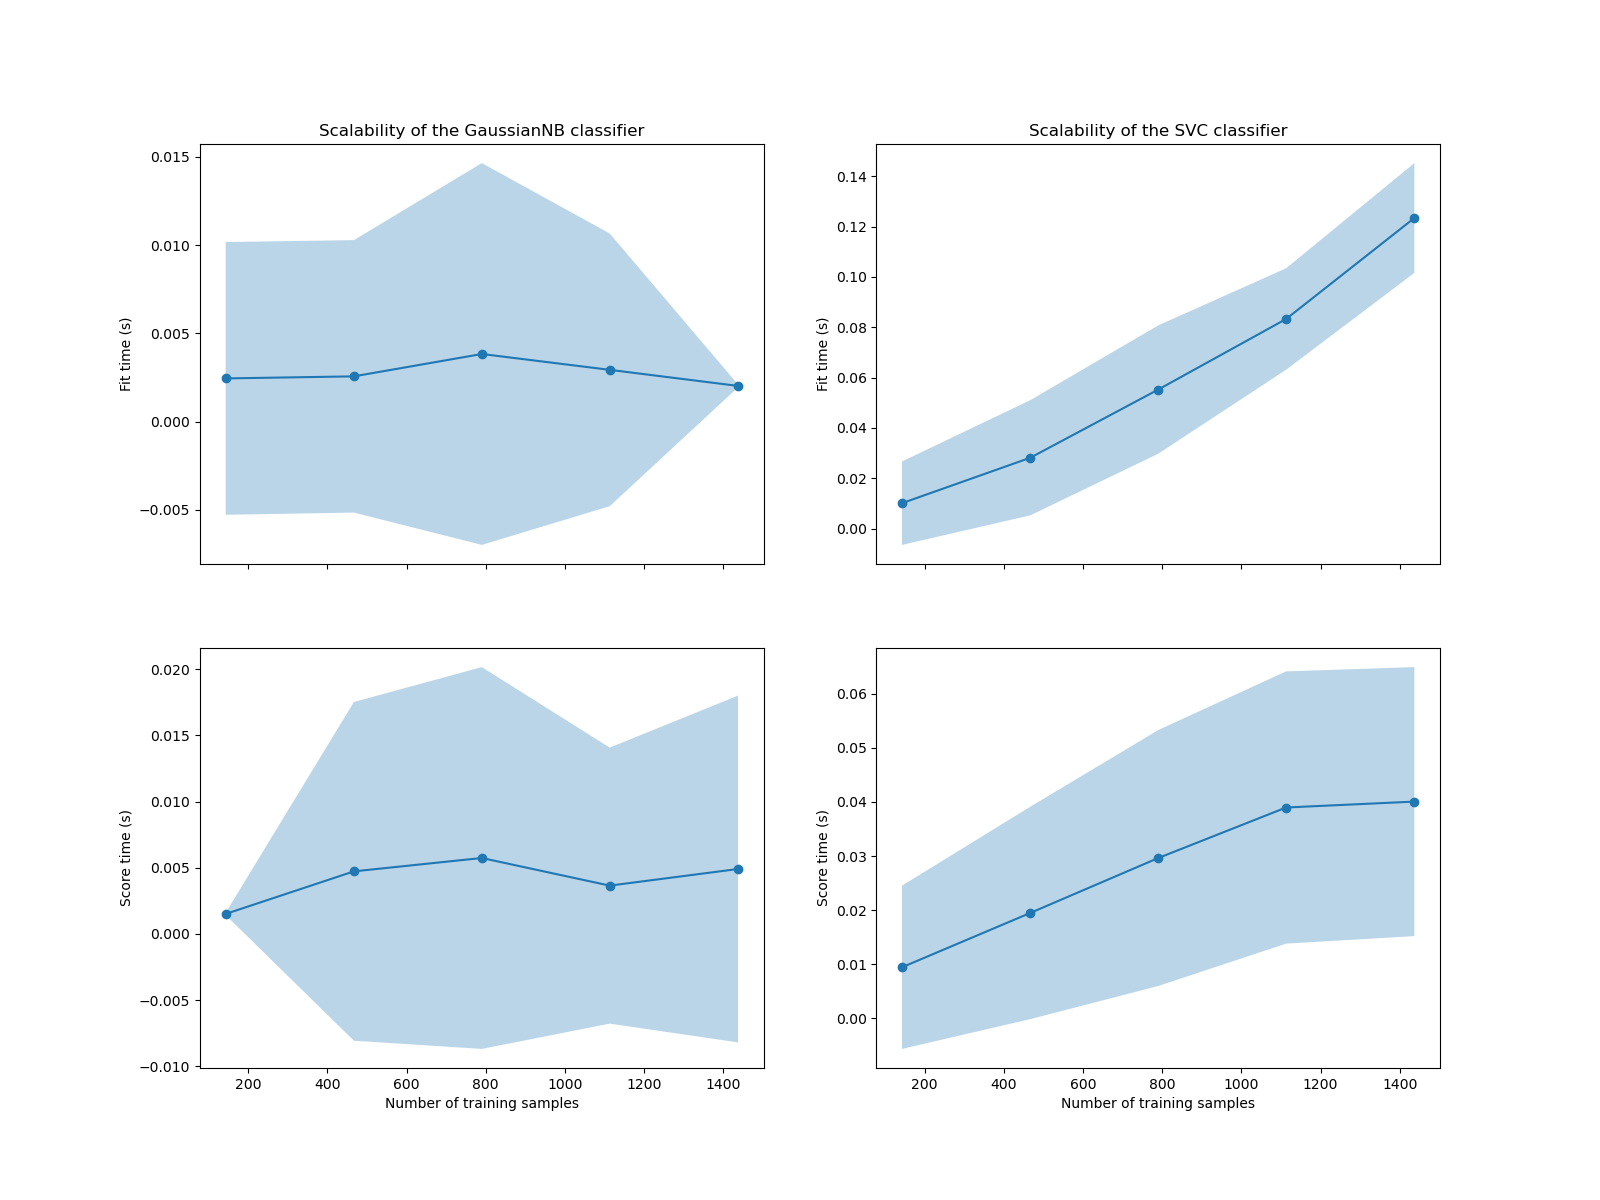 Scalability of the GaussianNB classifier
0.015
0.010
0.005
0.000
−0.005
Fit time (s)
Scalability of the SVC classifier
0.14
0.12
0.10
0.08
0.06
0.04
0.02
0.00
Fit time (s)
0.020
0.015
0.010
0.005
0.000
−0.005
−0.010
Score time (s)
200 400 600 800 1000 1200 1400
Number of training samples
0.06
0.05
0.04
0.03
0.02
0.01
0.00
Score time (s)
200 400 600 800 1000 1200 1400
Number of training samples